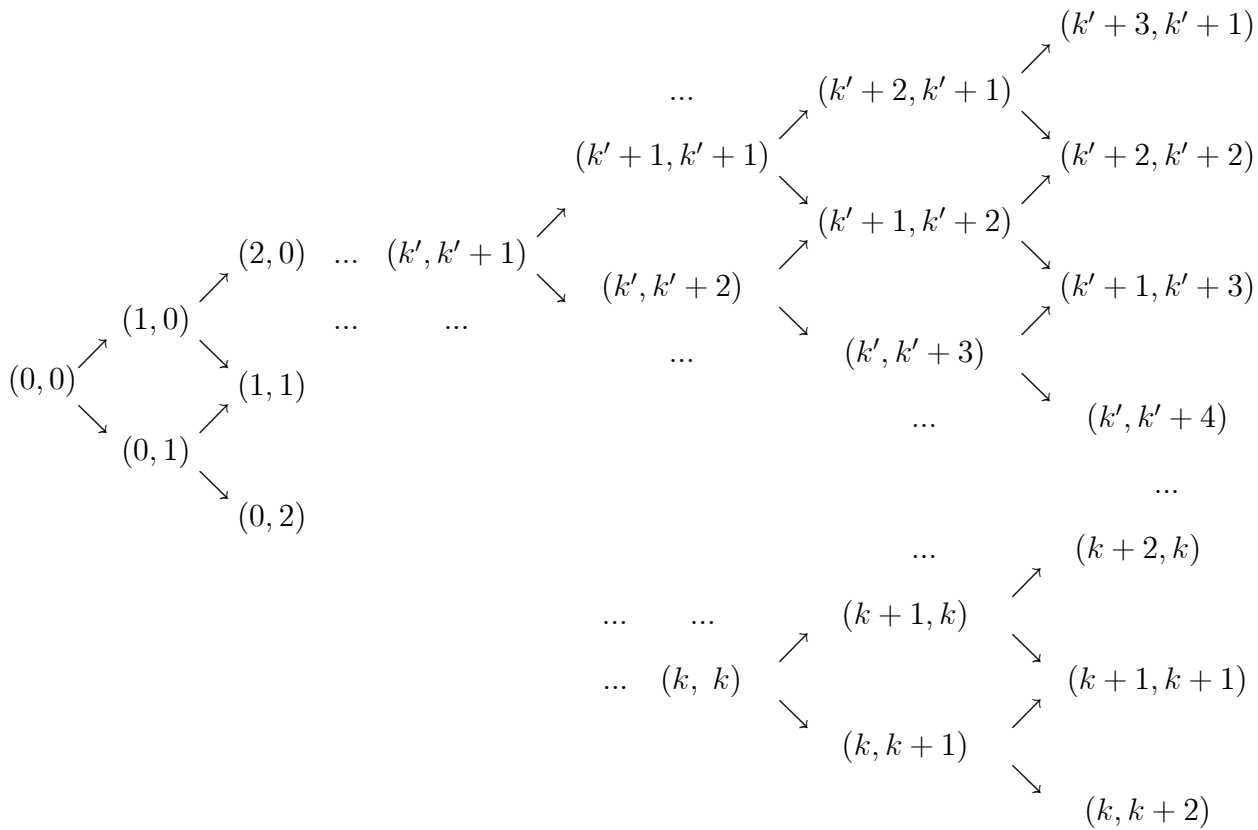 (k′ + 3, k′ + 1)
... (k′ + 2, k′ + 1)
(k′ + 1, k′ + 1) (k′ + 2, k′ + 2)
(k′ + 1, k′ + 2)
(2, 0) ... (k′, k′ + 1)
(k′, k′ + 2) (k′ + 1, k′ + 3)
(1, 0) ... ...
... (k′, k′ + 3)
(0, 0) (1, 1)
... (k′, k′ + 4)
(0, 1)
...
(0, 2)
... (k + 2, k)
... ... (k + 1, k)
... (k, k) (k + 1, k + 1)
(k, k + 1)
(k, k + 2)